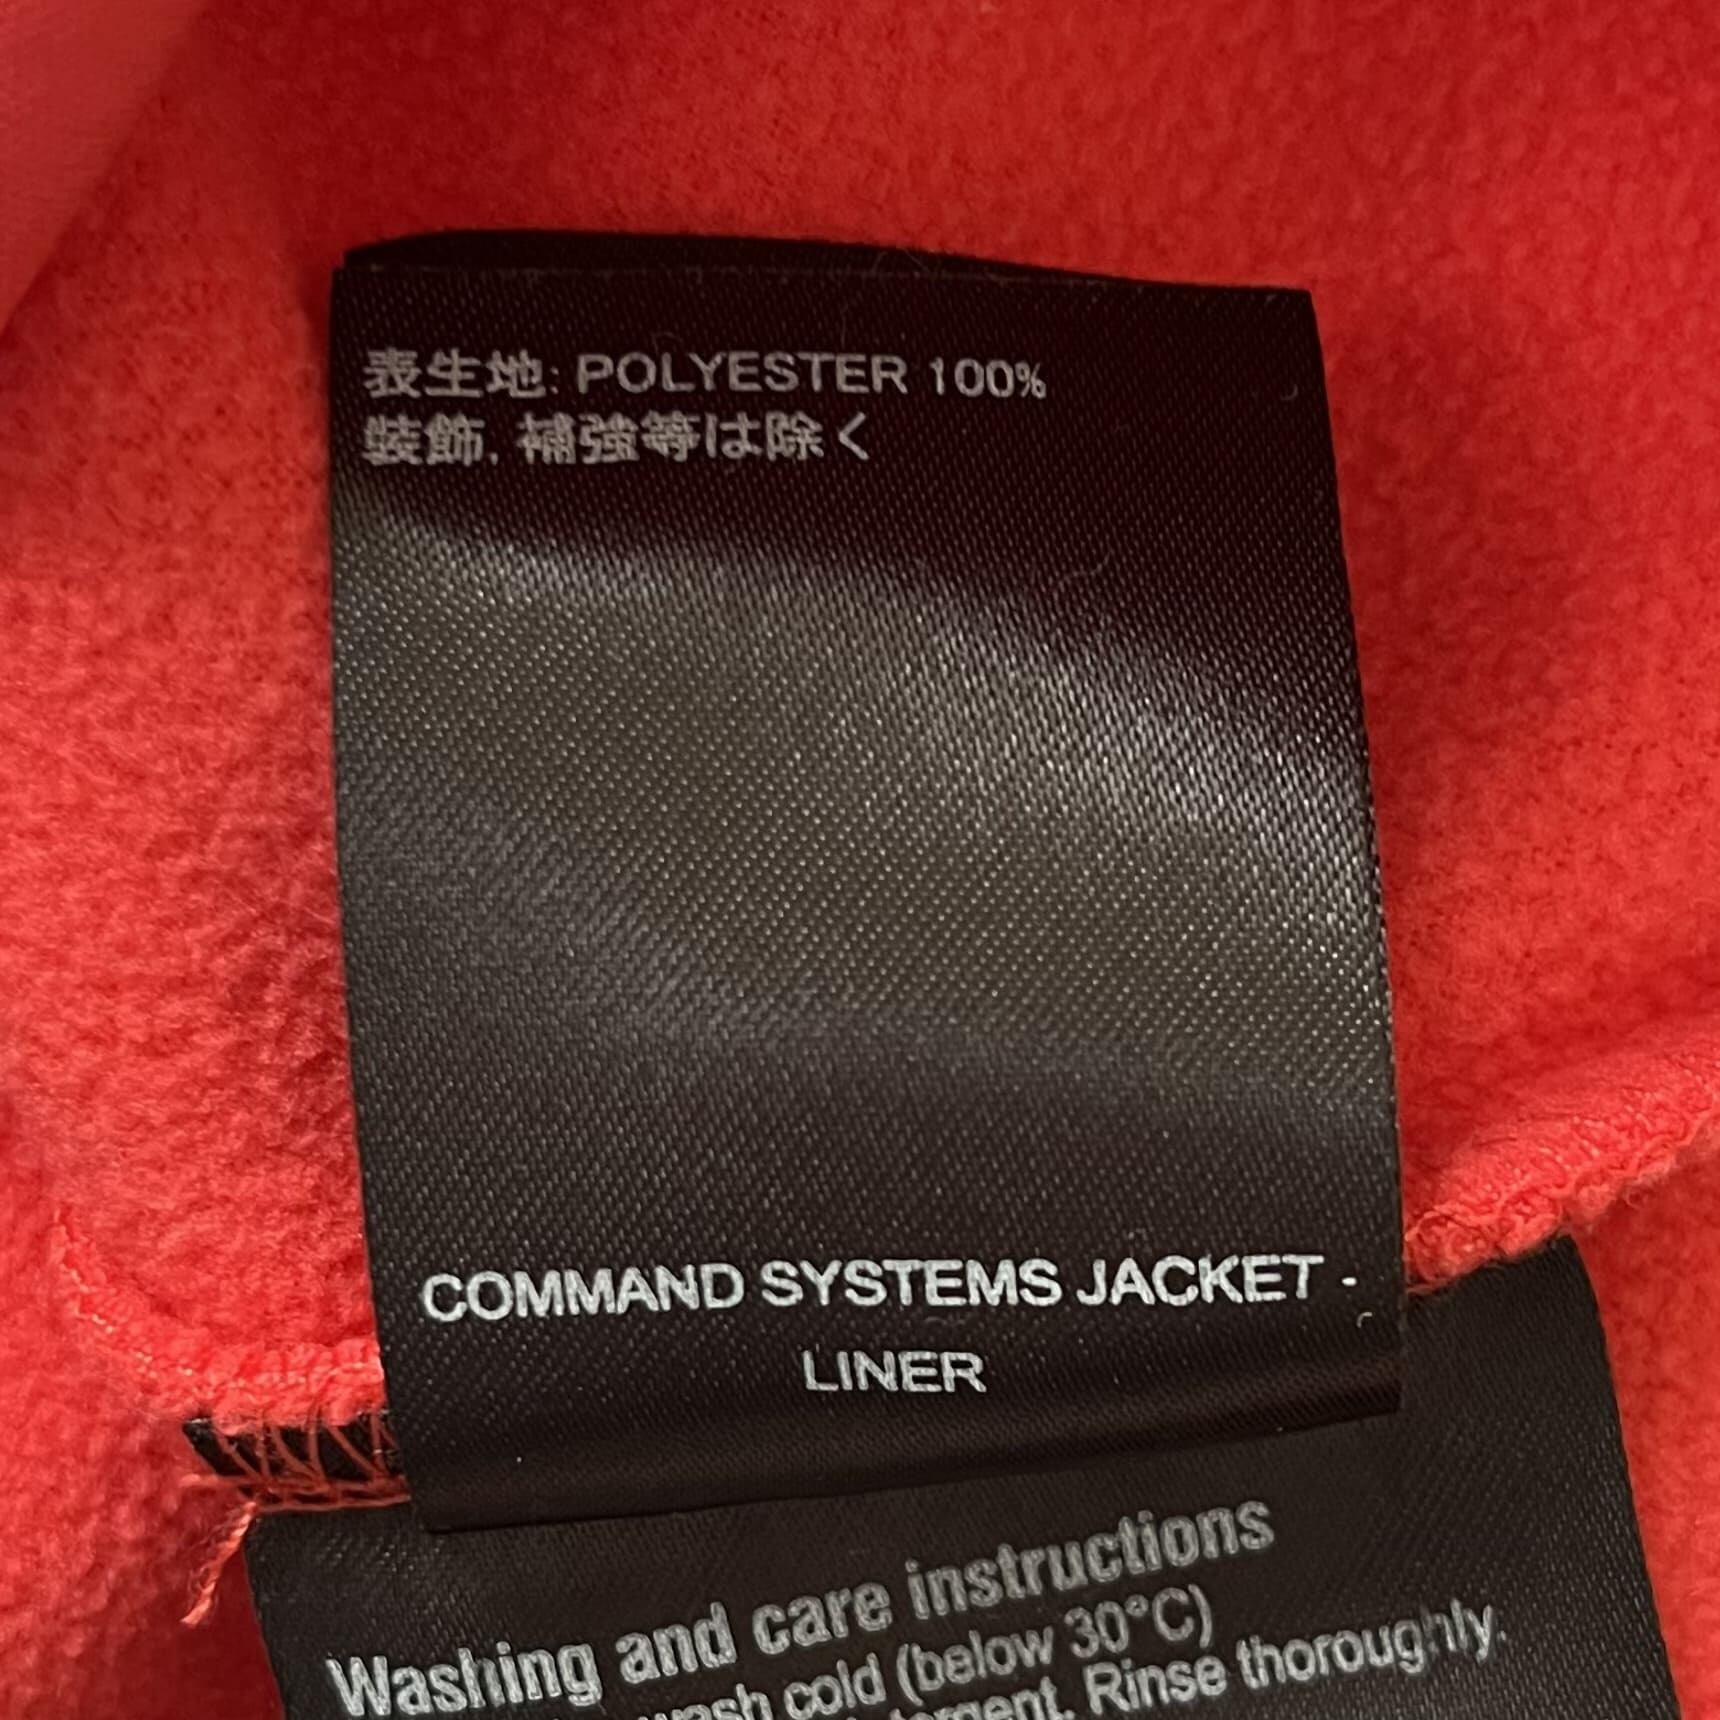 表生地: POLYESTER 100%
装飾, 補強等は除く
COMMAND SYSTEMS JACKET -
LINER
Washing and care instructions
wash cold (below 30°C)
Rinse thoroughly.